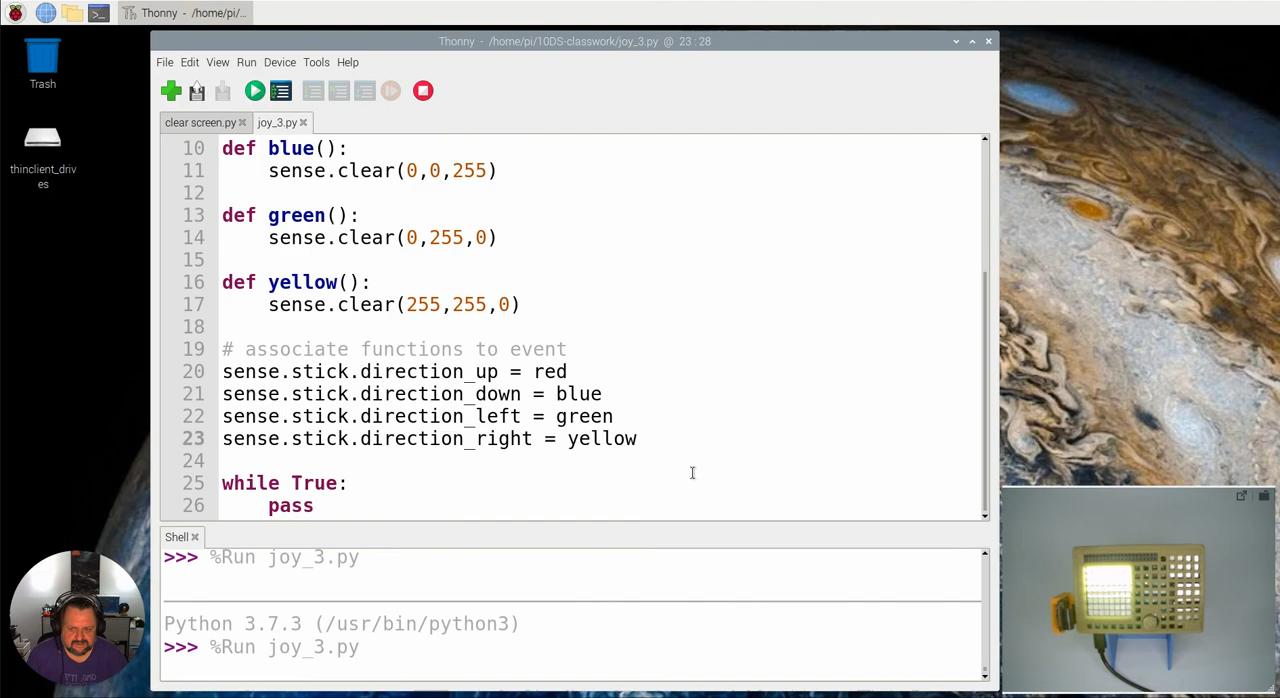 Thonny - /home/pi/...
Trash
thinclient_driv
es
Thonny - /home/pi/10DS-classwork/joy_3.py @ 23:28
File Edit View Run Device Tools Help
clear screen.py joy_3.py
10 def blue():
11 sense.clear(0,0,255)
12
13 def green():
14 sense.clear(0,255,0)
15
16 def yellow():
17 sense.clear(255,255,0)
18
19 # associate functions to event
20 sense.stick.direction_up = red
21 sense.stick.direction_down = blue
22 sense.stick.direction_left = green
23 sense.stick.direction_right = yellow
24
25 while True:
26 pass
Shell
>>> %Run joy_3.py
Python 3.7.3 (/usr/bin/python3)
>>> %Run joy_3.py